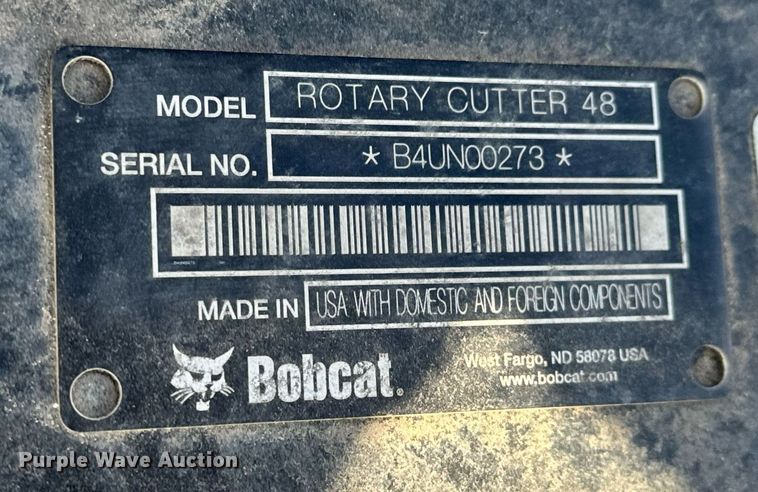 MODEL ROTARY CUTTER 48
SERIAL NO. * B4UN00273 *
MADE IN USA WITH DOMESTIC AND FOREIGN COMPONENTS
Bobcat®
West Fargo, ND 58078 USA
www.bobcat.com
Purple Wave Auction